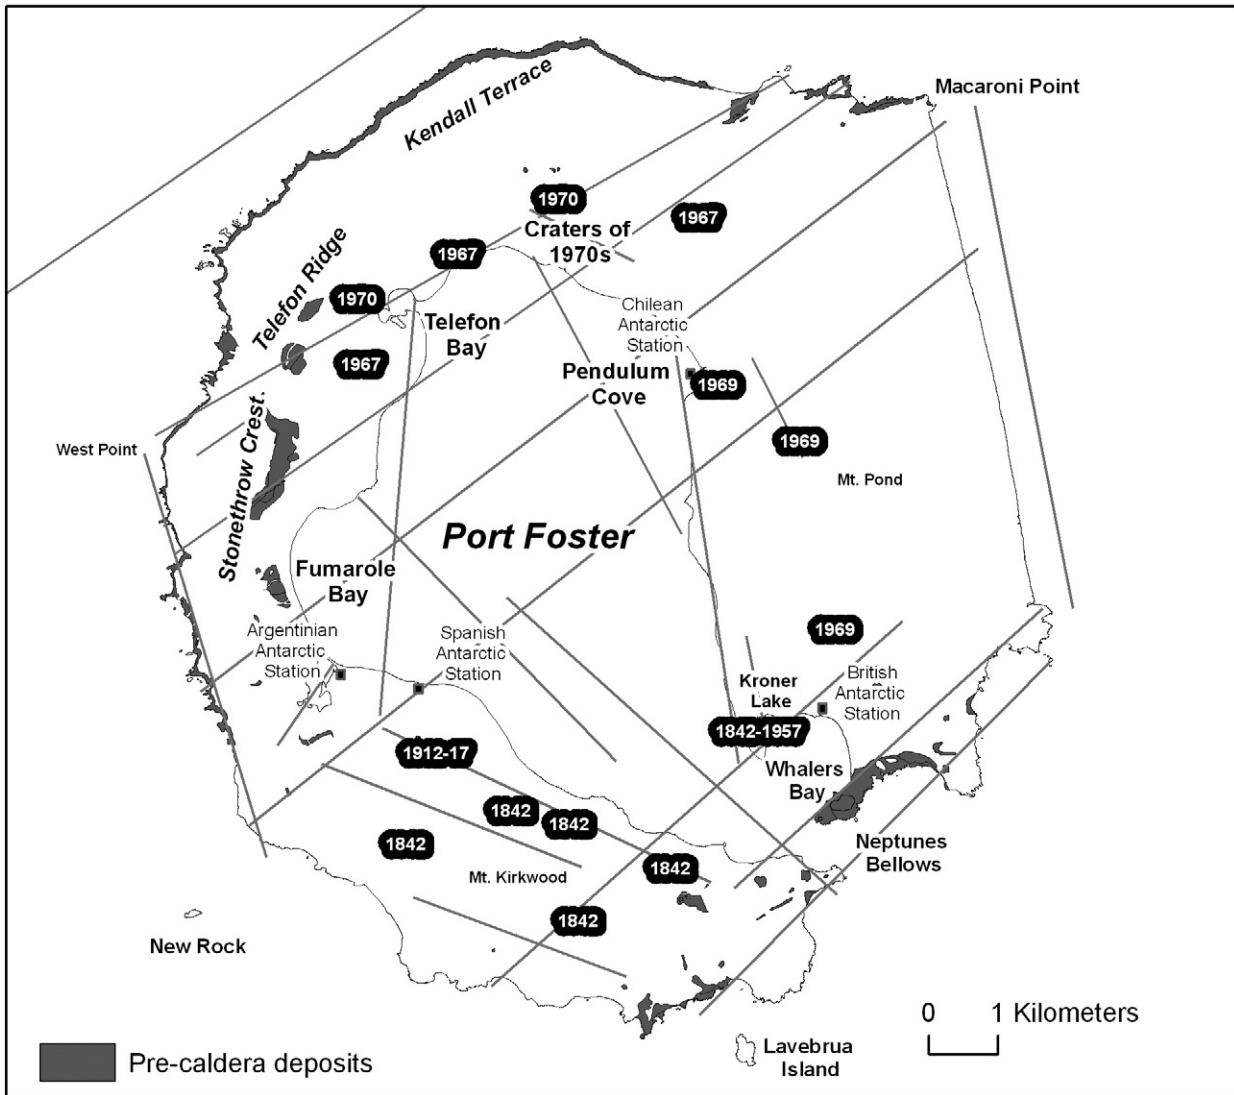 Kendall Terrace
Macaroni Point
1970
1967
Craters of
1970s
1967
Telefon Ridge
1970
Chilean
Antarctic
Station
Telefon
Bay
1967
Pendulum
Cove
1969
Stonethrow Crest.
West Point
1969
Mt. Pond
Port Foster
Fumarole
Bay
Argentinian
Antarctic
Station
Spanish
Antarctic
Station
1969
Kroner
Lake
British
Antarctic
Station
1842-1957
1912-17
Whalers
Bay
1842
1842
1842
Neptunes
Bellows
1842
Mt. Kirkwood
1842
New Rock
0 1 Kilometers
Lavebrua
Island
Pre-caldera deposits